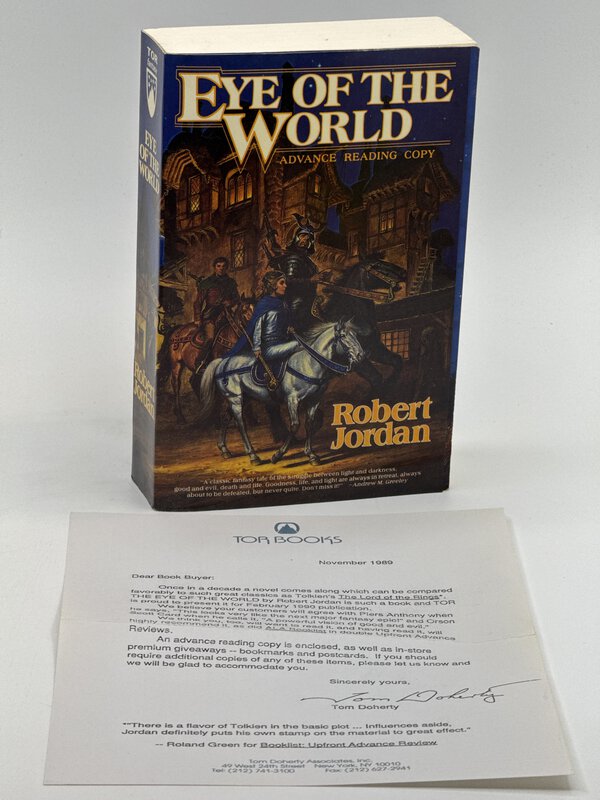 TOR
fantasy
EYE
OF THE
WORLD
Robert
Jordan
EYE OF THE
WORLD
ADVANCE READING COPY
Robert
Jordan
"A classic fantasy tale of the struggle between light and darkness,
good and evil, death and life. Goodness, life, and light are always in retreat, always
about to be defeated, but never quite. Don't miss it!" -Andrew M. Greeley
TOR BOOKS
November 1989
Dear Book Buyer:
Once in a decade a novel comes along which can be compared
favorably to such great classics as Tolkien's The Lord of the Rings*.
THE EYE OF THE WORLD by Robert Jordan is such a book and TOR
is proud to present it for February 1990 publication.
We believe your customers will agree with Piers Anthony when
he says, "This looks very like the next major fantasy epic!" and Orson
Scott Card when he calls it, "A powerful vision of good and evil."
We think you, too, will want to read it, and having read it, will
highly recommend it as did ALA Booklist in double Upfront Advance
Reviews.
An advance reading copy is enclosed, as well as in-store
premium giveaways -- bookmarks and postcards. If you should
require additional copies of any of these items, please let us know and
we will be glad to accommodate you.
Sincerely yours,
Tom Doherty
Tom Doherty
*"There is a flavor of Tolkien in the basic plot ... Influences aside,
Jordan definitely puts his own stamp on the material to great effect."
-- Roland Green for Booklist: Upfront Advance Review
Tom Doherty Associates, Inc.
49 West 24th Street New York, NY 10010
Tel: (212) 741-3100 Fax: (212) 627-2941